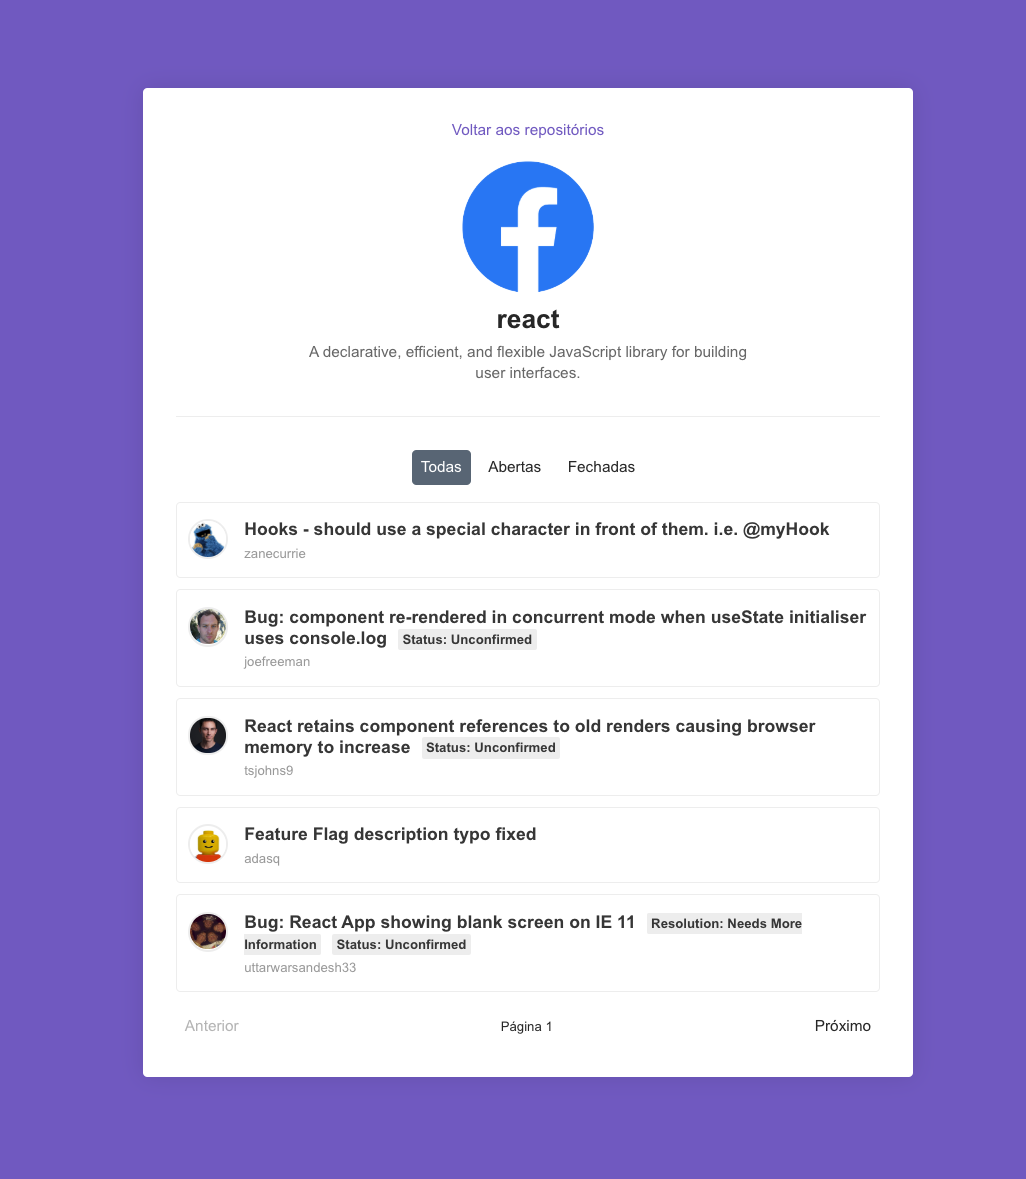 Voltar aos repositórios
react
A declarative, efficient, and flexible JavaScript library for building
user interfaces.
Todas Abertas Fechadas
Hooks - should use a special character in front of them. i.e. @myHook
zanecurrie
Bug: component re-rendered in concurrent mode when useState initialiser
uses console.log Status: Unconfirmed
joefreeman
React retains component references to old renders causing browser
memory to increase Status: Unconfirmed
tsjohns9
Feature Flag description typo fixed
adasq
Bug: React App showing blank screen on IE 11 Resolution: Needs More
Information Status: Unconfirmed
uttarwarsandesh33
Anterior Página 1 Próximo